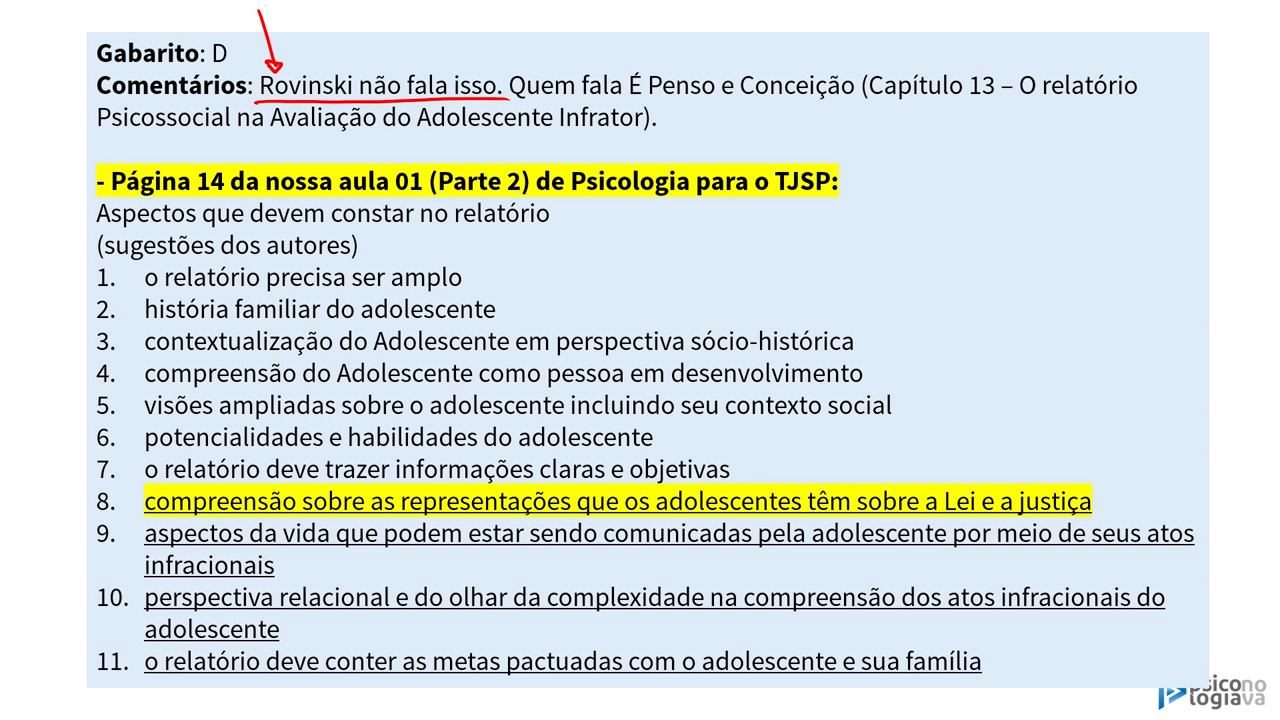 Gabarito: D
Comentários: Rovinski não fala isso. Quem fala É Penso e Conceição (Capítulo 13 – O relatório
Psicossocial na Avaliação do Adolescente Infrator).
- Página 14 da nossa aula 01 (Parte 2) de Psicologia para o TJSP:
Aspectos que devem constar no relatório
(sugestões dos autores)
1. o relatório precisa ser amplo
2. história familiar do adolescente
3. contextualização do Adolescente em perspectiva sócio-histórica
4. compreensão do Adolescente como pessoa em desenvolvimento
5. visões ampliadas sobre o adolescente incluindo seu contexto social
6. potencialidades e habilidades do adolescente
7. o relatório deve trazer informações claras e objetivas
8. compreensão sobre as representações que os adolescentes têm sobre a Lei e a justiça
9. aspectos da vida que podem estar sendo comunicadas pela adolescente por meio de seus atos
infracionais
10. perspectiva relacional e do olhar da complexidade na compreensão dos atos infracionais do
adolescente
11. o relatório deve conter as metas pactuadas com o adolescente e sua família
psicono
logiava